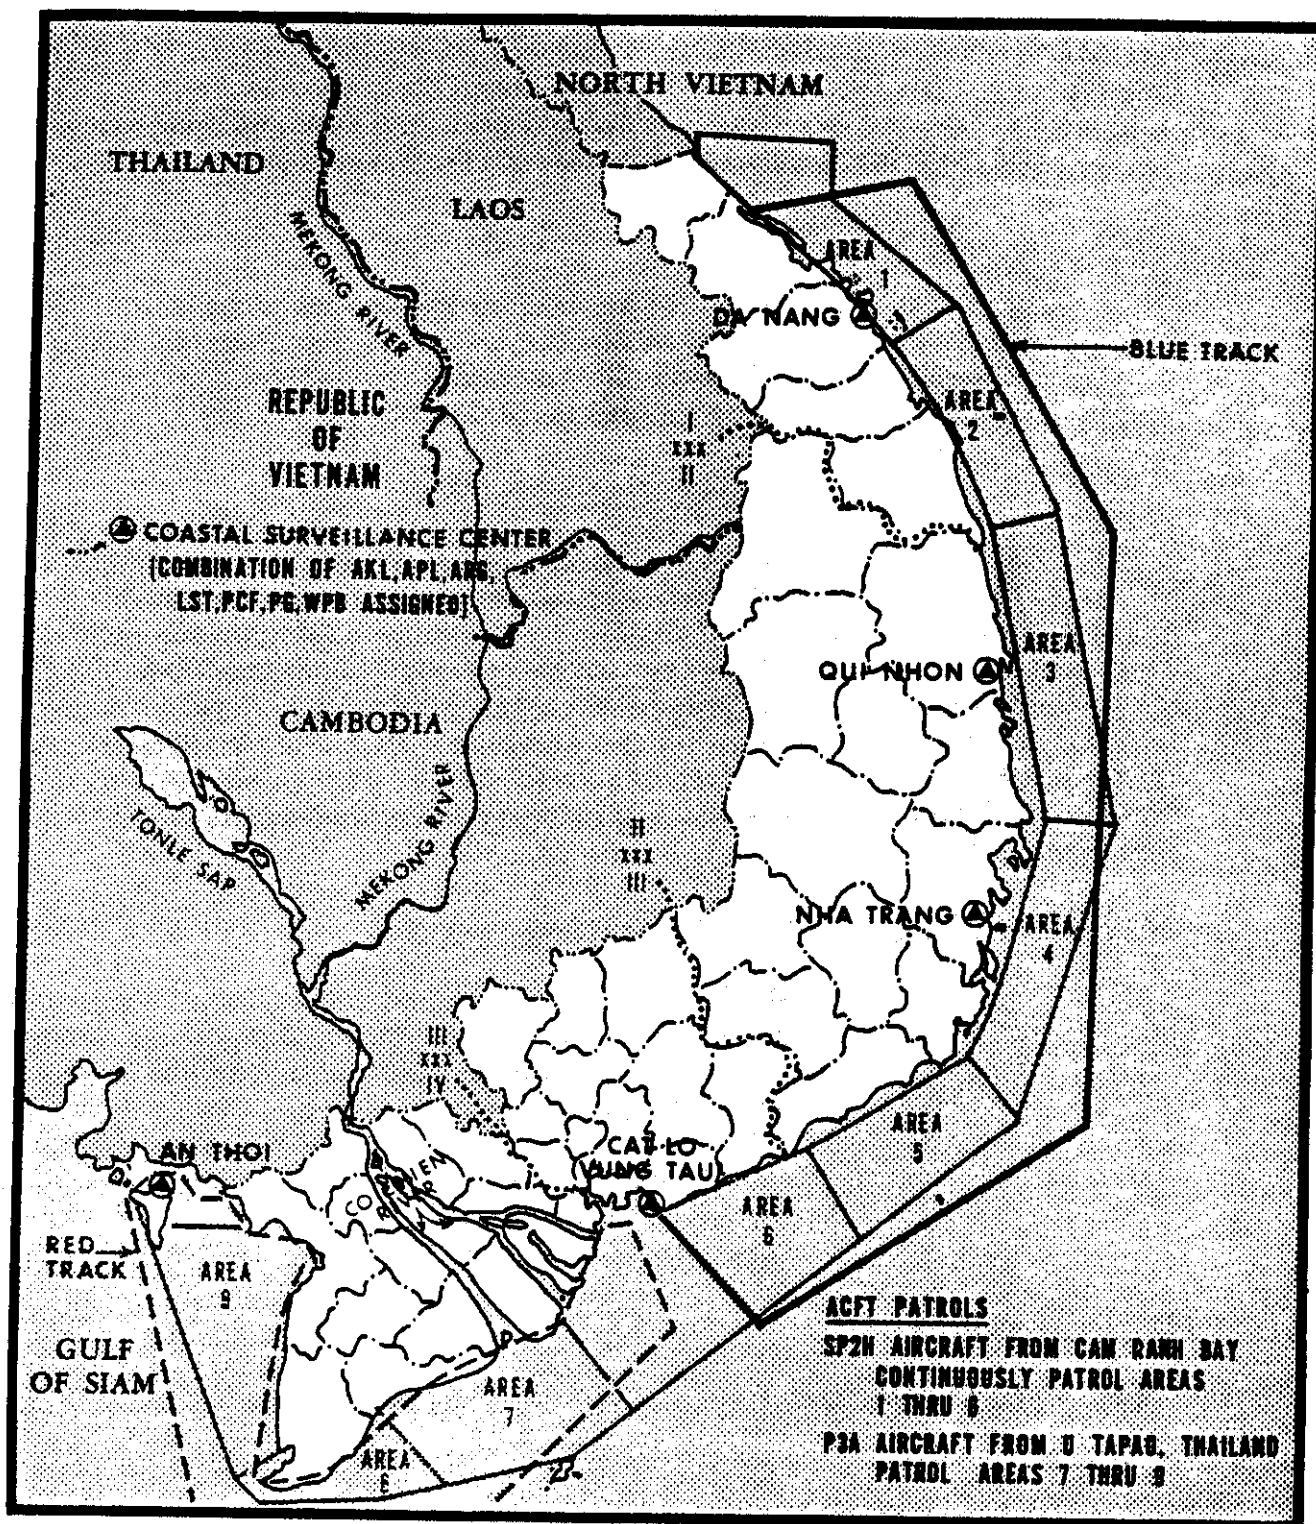 NORTH VIETNAM
THAILAND
LAOS
MEKONG RIVER
AREA
1
DA NANG
BLUE TRACK
REPUBLIC
OF
VIETNAM
I
XXX
II
AREA
2
COASTAL SURVEILLANCE CENTER
[COMBINATION OF AKL, APL, ARG,
LST, PCF, PG, WPB ASSIGNED]
AREA
3
QUI NHON
CAMBODIA
TONLE SAP
MEKONG RIVER
II
XXX
III
NHA TRANG
AREA
4
III
XXX
IV
AN THOI
CAT LO
(VUNG TAU)
AREA
5
CO CHIEN
RIVER
AREA
6
RED
TRACK
AREA
9
GULF
OF SIAM
AREA
7
AREA
8
ACFT PATROLS
SP2H AIRCRAFT FROM CAM RANH BAY
CONTINUOUSLY PATROL AREAS
1 THRU 6
P3A AIRCRAFT FROM U TAPAO, THAILAND
PATROL AREAS 7 THRU 9